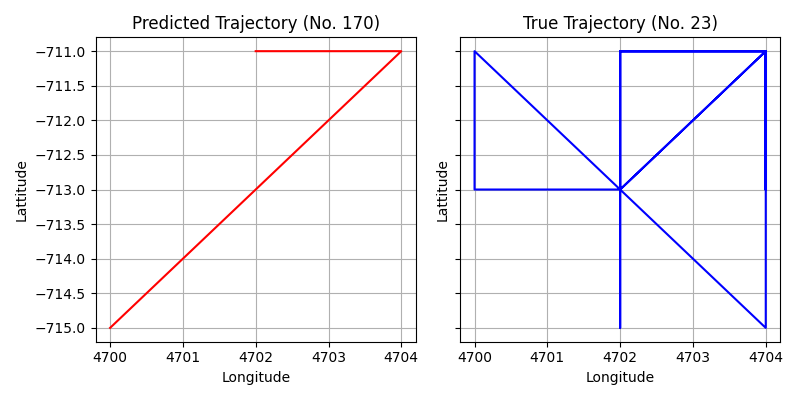 Predicted Trajectory (No. 170)
−711.0
−711.5
−712.0
−712.5
−713.0
−713.5
−714.0
−714.5
−715.0
Lattitude
4700 4701 4702 4703 4704
Longitude
True Trajectory (No. 23)
Lattitude
4700 4701 4702 4703 4704
Longitude